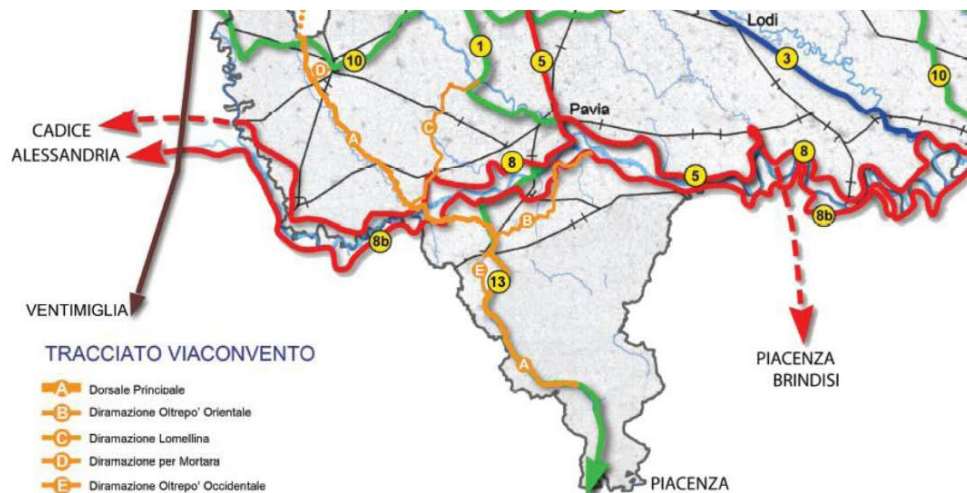 Lodi
1
3
10
5
10
D
Pavia
CADICE
C
ALESSANDRIA
A
8
8
5
B
8b
8b
E
13
VENTIMIGLIA
TRACCIATO VIACONVENTO
PIACENZA
BRINDISI
A
A Dorsale Principale
B Diramazione Oltrepo' Orientale
C Diramazione Lomellina
D Diramazione per Mortara
E Diramazione Oltrepo' Occidentale
PIACENZA